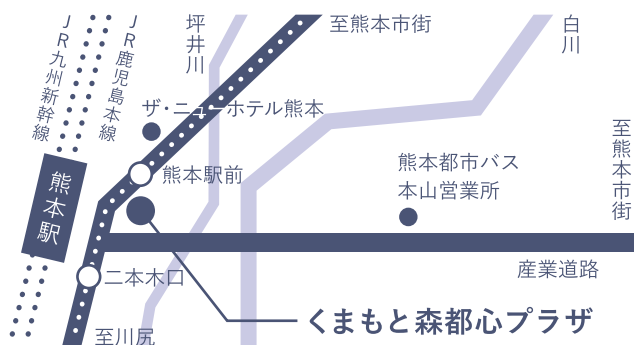 JR九州新幹線
JR鹿児島本線
坪井川
至熊本市街
白川
ザ・ニューホテル熊本
熊本駅前
熊本駅
熊本都市バス
本山営業所
至熊本市街
産業道路
二本木口
くまもと森都心プラザ
至川尻